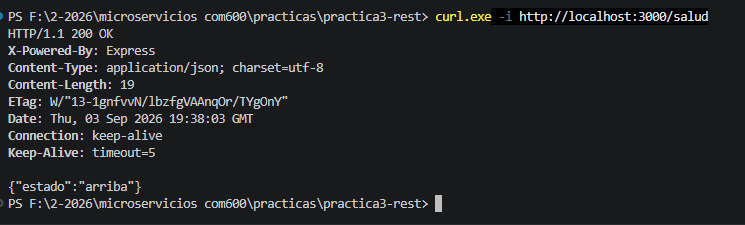 PS F:\2-2026\microservicios com600\practicas\practica3-rest> curl.exe -i http://localhost:3000/salud
HTTP/1.1 200 OK
X-Powered-By: Express
Content-Type: application/json; charset=utf-8
Content-Length: 19
ETag: W/"13-1gnfvvN/lbzfgVAAnqOr/TYgOnY"
Date: Thu, 03 Sep 2026 19:38:03 GMT
Connection: keep-alive
Keep-Alive: timeout=5

{"estado":"arriba"}
PS F:\2-2026\microservicios com600\practicas\practica3-rest>